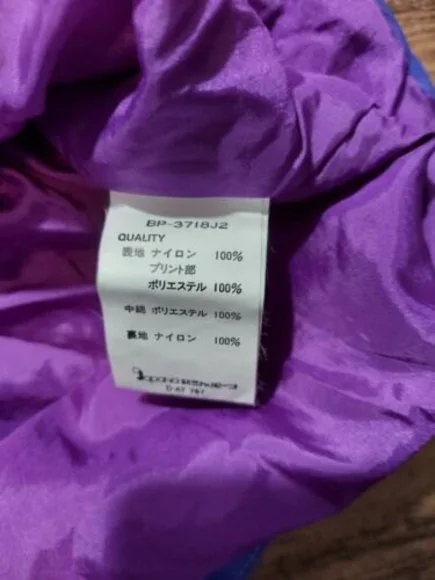 BP-3718J2
QUALITY
表地 ナイロン 100%
プリント部
ポリエステル 100%
中綿 ポリエステル 100%
裏地 ナイロン 100%